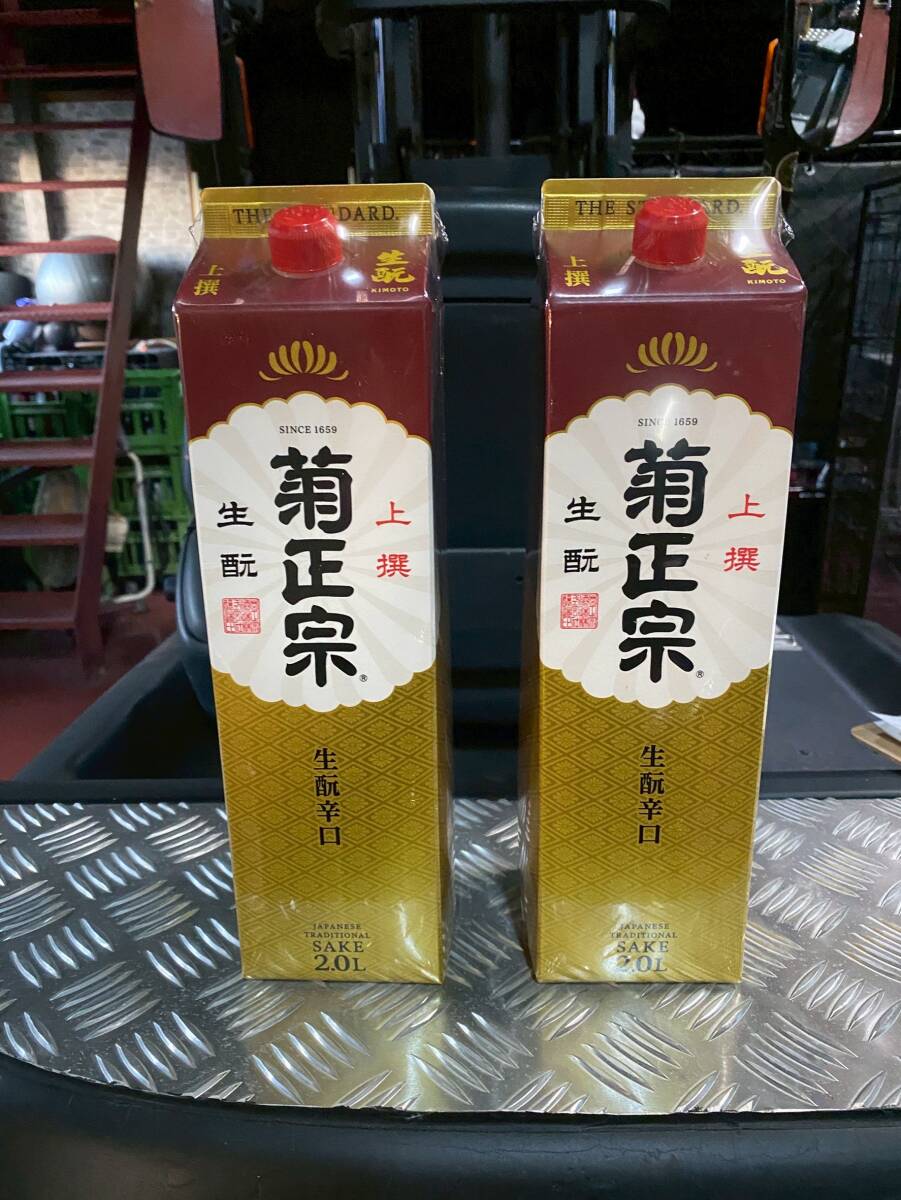 THE STANDARD.
上撰
生酛
KIMOTO
SINCE 1659
菊正宗®
上撰
生酛
生酛辛口
JAPANESE
TRADITIONAL
SAKE
2.0L
THE STANDARD.
上撰
生酛
KIMOTO
SINCE 1659
菊正宗®
上撰
生酛
生酛辛口
JAPANESE
TRADITIONAL
SAKE
2.0L